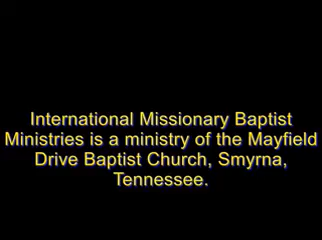 International Missionary Baptist
Ministries is a ministry of the Mayfield
Drive Baptist Church, Smyrna,
Tennessee.